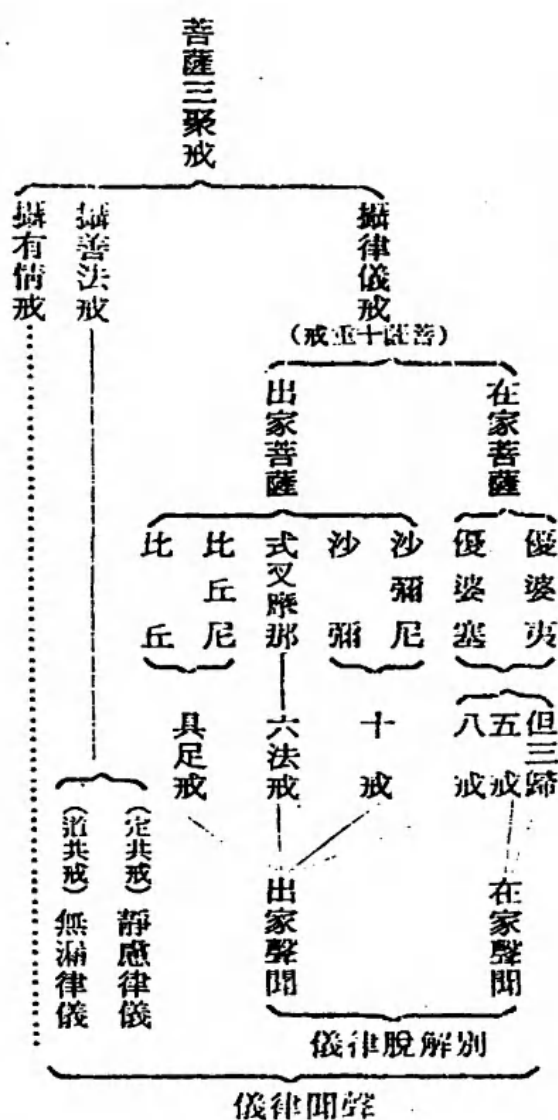 菩薩三聚戒
攝律儀戒
攝善法戒
攝有情戒
(善十重戒)
在家菩薩
出家菩薩
優婆夷
優婆塞
沙彌尼
沙彌
式叉摩那
比丘尼
比丘
但三歸
五戒
八戒
十戒
六法戒
具足戒
在家聲聞
出家聲聞
別解脫律儀
(定共戒)靜慮律儀
(道共戒)無漏律儀
聲聞律儀